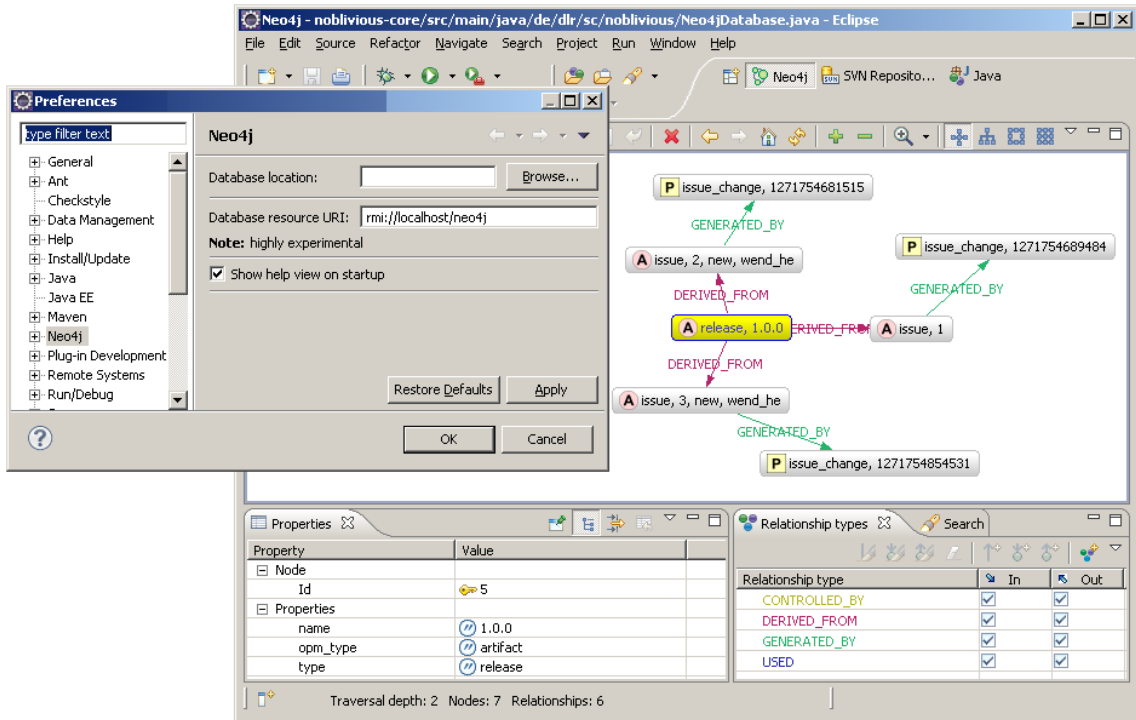 Neo4j - noblivious-core/src/main/java/de/dlr/sc/noblivious/Neo4jDatabase.java - Eclipse
File Edit Source Refactor Navigate Search Project Run Window Help
Neo4j SVN Reposito... Java
Preferences
type filter text
Neo4j
General
Ant
Checkstyle
Data Management
Help
Install/Update
Java
Java EE
Maven
Neo4j
Plug-in Development
Remote Systems
Run/Debug
Database location: Browse...
Database resource URI: rmi://localhost/neo4j
Note: highly experimental
Show help view on startup
Restore Defaults Apply
OK Cancel
P issue_change, 1271754681515
GENERATED_BY
P issue_change, 1271754689484
A issue, 2, new, wend_he
GENERATED_BY
DERIVED_FROM
A release, 1.0.0 DERIVED_FROM A issue, 1
DERIVED_FROM
A issue, 3, new, wend_he
GENERATED_BY
P issue_change, 1271754854531
Properties
Property Value
Node
Id 5
Properties
name 1.0.0
opm_type artifact
type release
Relationship types Search
Relationship type In Out
CONTROLLED_BY
DERIVED_FROM
GENERATED_BY
USED
Traversal depth: 2 Nodes: 7 Relationships: 6